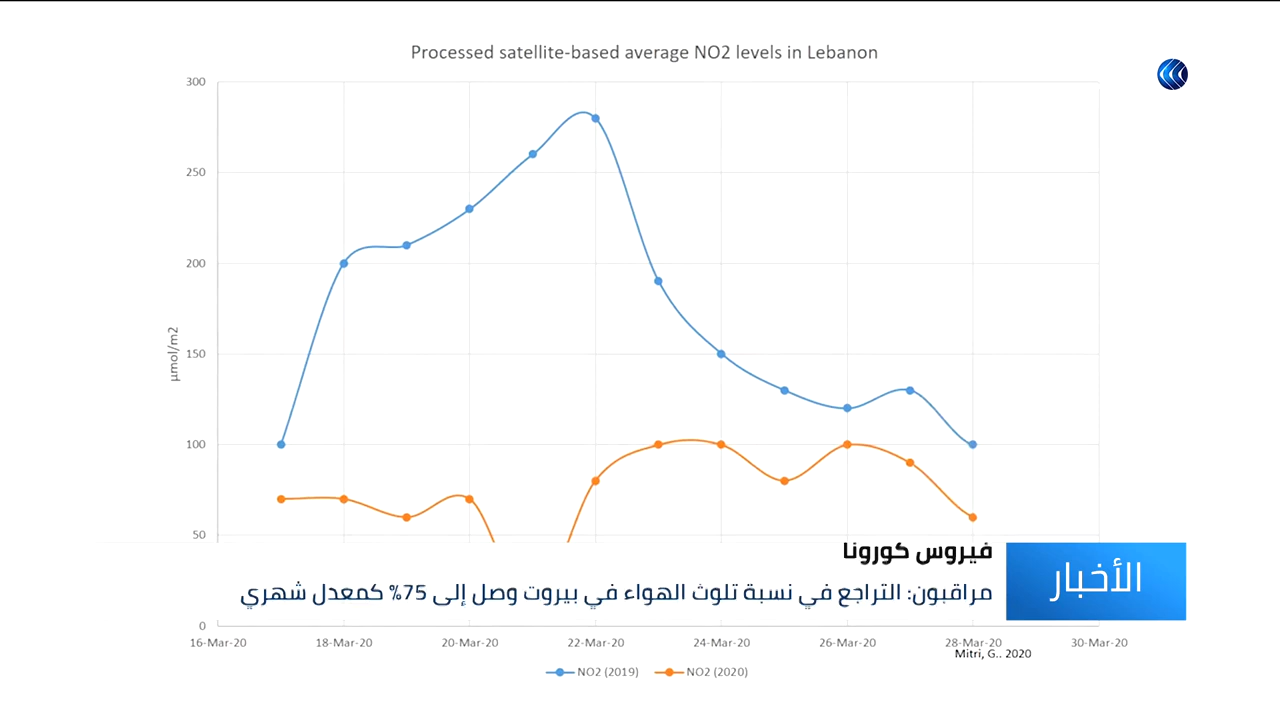 Processed satellite-based average NO2 levels in Lebanon
300
250
200
150
100
50
0
µmol/m2
فيروس كورونا
مراقبون: التراجع في نسبة تلوث الهواء في بيروت وصل إلى 75% كمعدل شهري
الأخبار
16-Mar-20 18-Mar-20 20-Mar-20 22-Mar-20 24-Mar-20 26-Mar-20 28-Mar-20 30-Mar-20
Mitri, G.. 2020
NO2 (2019) NO2 (2020)